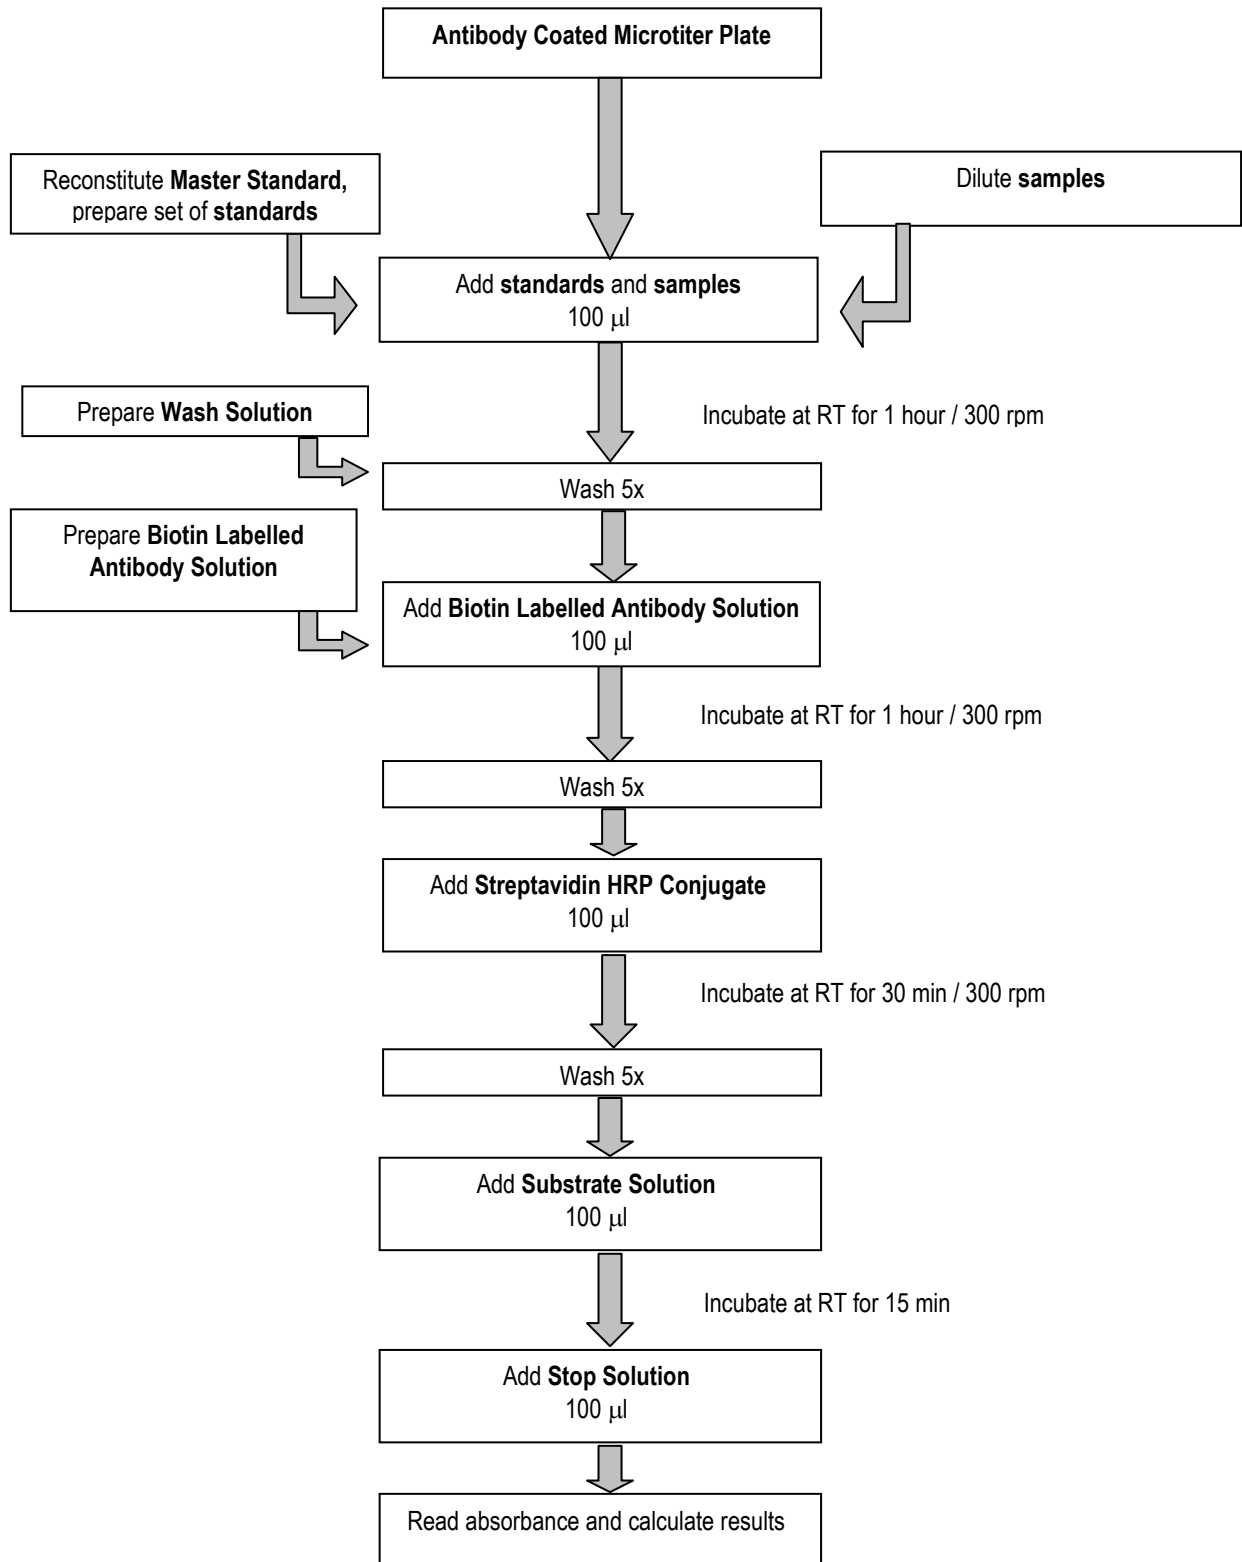 Antibody Coated Microtiter Plate
Reconstitute Master Standard,
prepare set of standards
Dilute samples
Add standards and samples
100 μl
Incubate at RT for 1 hour / 300 rpm
Prepare Wash Solution
Wash 5x
Prepare Biotin Labelled
Antibody Solution
Add Biotin Labelled Antibody Solution
100 μl
Incubate at RT for 1 hour / 300 rpm
Wash 5x
Add Streptavidin HRP Conjugate
100 μl
Incubate at RT for 30 min / 300 rpm
Wash 5x
Add Substrate Solution
100 μl
Incubate at RT for 15 min
Add Stop Solution
100 μl
Read absorbance and calculate results